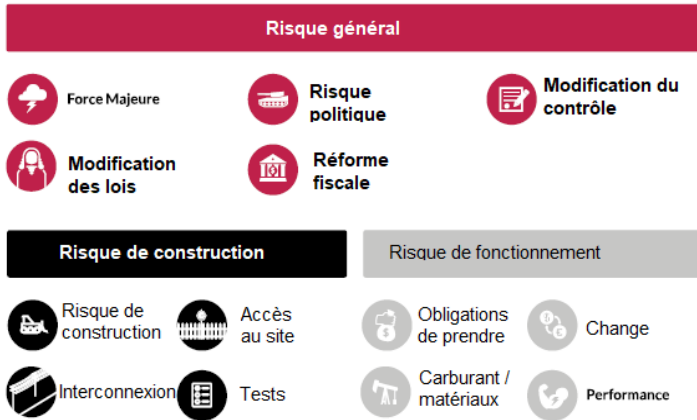 Risque général
Force Majeure
Risque
politique
Modification du
contrôle
Modification
des lois
Réforme
fiscale
Risque de construction
Risque de fonctionnement
Risque de
construction
Accès
au site
Obligations
de prendre
Change
Interconnexion
Tests
Carburant /
matériaux
Performance